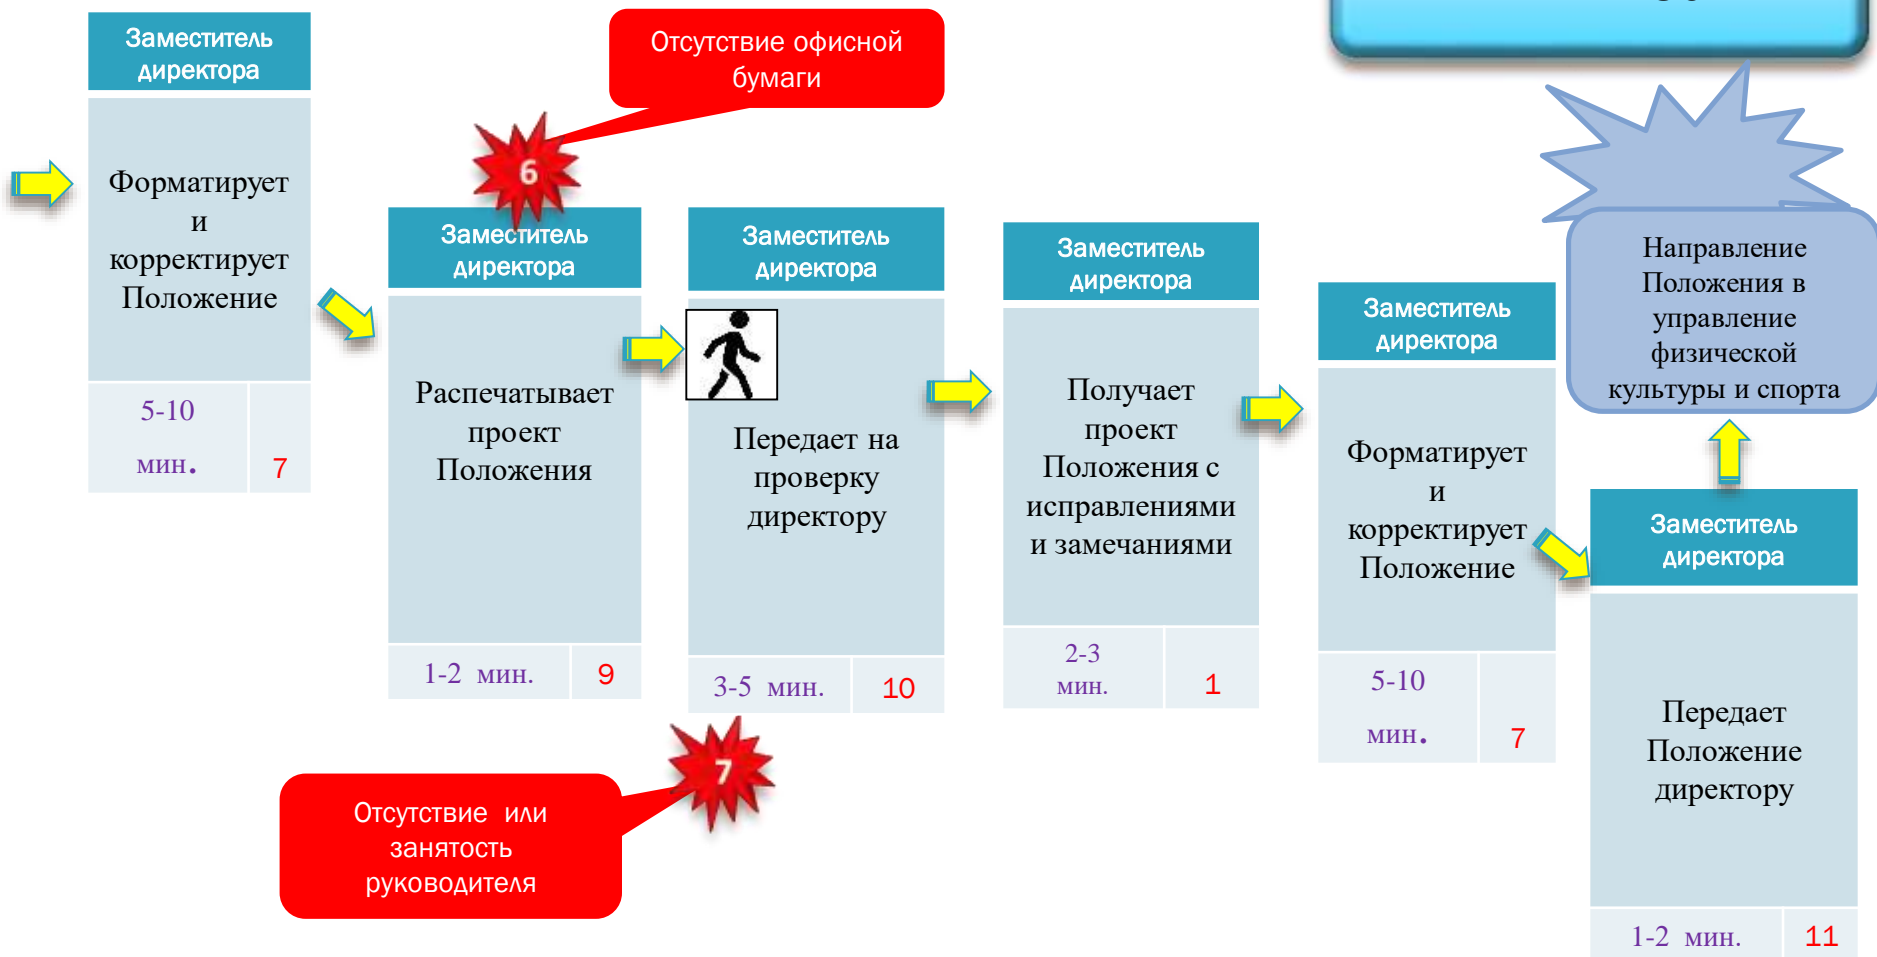 Заместитель
директора
Форматирует
и
корректирует
Положение
5-10
мин.
7
Отсутствие офисной
бумаги
6
Заместитель
директора
Распечатывает
проект
Положения
1-2 мин.
9
Заместитель
директора
Передает на
проверку
директору
3-5 мин.
10
7
Отсутствие или
занятость
руководителя
Заместитель
директора
Получает
проект
Положения с
исправлениями
и замечаниями
2-3
мин.
1
Заместитель
директора
Форматирует
и
корректирует
Положение
5-10
мин.
7
Заместитель
директора
Передает
Положение
директору
1-2 мин.
11
Направление
Положения в
управление
физической
культуры и спорта